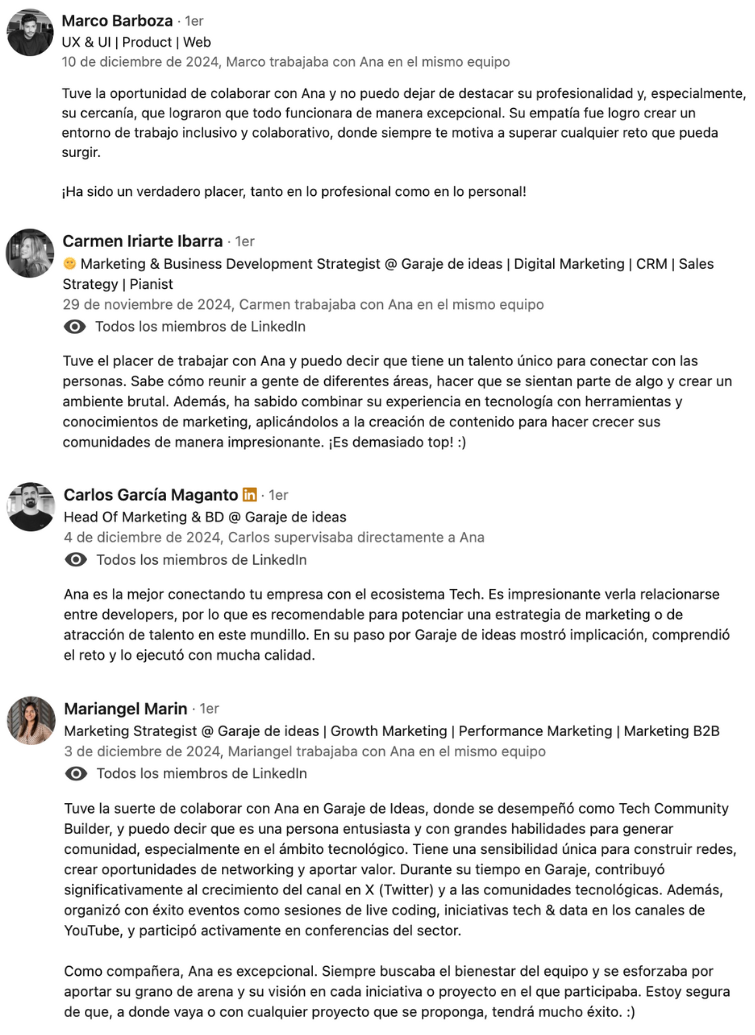 Marco Barboza · 1er
UX & UI | Product | Web
10 de diciembre de 2024, Marco trabajaba con Ana en el mismo equipo
Tuve la oportunidad de colaborar con Ana y no puedo dejar de destacar su profesionalidad y, especialmente,
su cercanía, que lograron que todo funcionara de manera excepcional. Su empatía fue logro crear un
entorno de trabajo inclusivo y colaborativo, donde siempre te motiva a superar cualquier reto que pueda
surgir.
¡Ha sido un verdadero placer, tanto en lo profesional como en lo personal!
Carmen Iriarte Ibarra · 1er
Marketing & Business Development Strategist @ Garaje de ideas | Digital Marketing | CRM | Sales
Strategy | Pianist
29 de noviembre de 2024, Carmen trabajaba con Ana en el mismo equipo
Todos los miembros de LinkedIn
Tuve el placer de trabajar con Ana y puedo decir que tiene un talento único para conectar con las
personas. Sabe cómo reunir a gente de diferentes áreas, hacer que se sientan parte de algo y crear un
ambiente brutal. Además, ha sabido combinar su experiencia en tecnología con herramientas y
conocimientos de marketing, aplicándolos a la creación de contenido para hacer crecer sus
comunidades de manera impresionante. ¡Es demasiado top! :)
Carlos García Maganto in · 1er
Head Of Marketing & BD @ Garaje de ideas
4 de diciembre de 2024, Carlos supervisaba directamente a Ana
Todos los miembros de LinkedIn
Ana es la mejor conectando tu empresa con el ecosistema Tech. Es impresionante verla relacionarse
entre developers, por lo que es recomendable para potenciar una estrategia de marketing o de
atracción de talento en este mundillo. En su paso por Garaje de ideas mostró implicación, comprendió
el reto y lo ejecutó con mucha calidad.
Mariangel Marin · 1er
Marketing Strategist @ Garaje de ideas | Growth Marketing | Performance Marketing | Marketing B2B
3 de diciembre de 2024, Mariangel trabajaba con Ana en el mismo equipo
Todos los miembros de LinkedIn
Tuve la suerte de colaborar con Ana en Garaje de Ideas, donde se desempeñó como Tech Community
Builder, y puedo decir que es una persona entusiasta y con grandes habilidades para generar
comunidad, especialmente en el ámbito tecnológico. Tiene una sensibilidad única para construir redes,
crear oportunidades de networking y aportar valor. Durante su tiempo en Garaje, contribuyó
significativamente al crecimiento del canal en X (Twitter) y a las comunidades tecnológicas. Además,
organizó con éxito eventos como sesiones de live coding, iniciativas tech & data en los canales de
YouTube, y participó activamente en conferencias del sector.
Como compañera, Ana es excepcional. Siempre buscaba el bienestar del equipo y se esforzaba por
aportar su grano de arena y su visión en cada iniciativa o proyecto en el que participaba. Estoy segura
de que, a donde vaya o con cualquier proyecto que se proponga, tendrá mucho éxito. :)